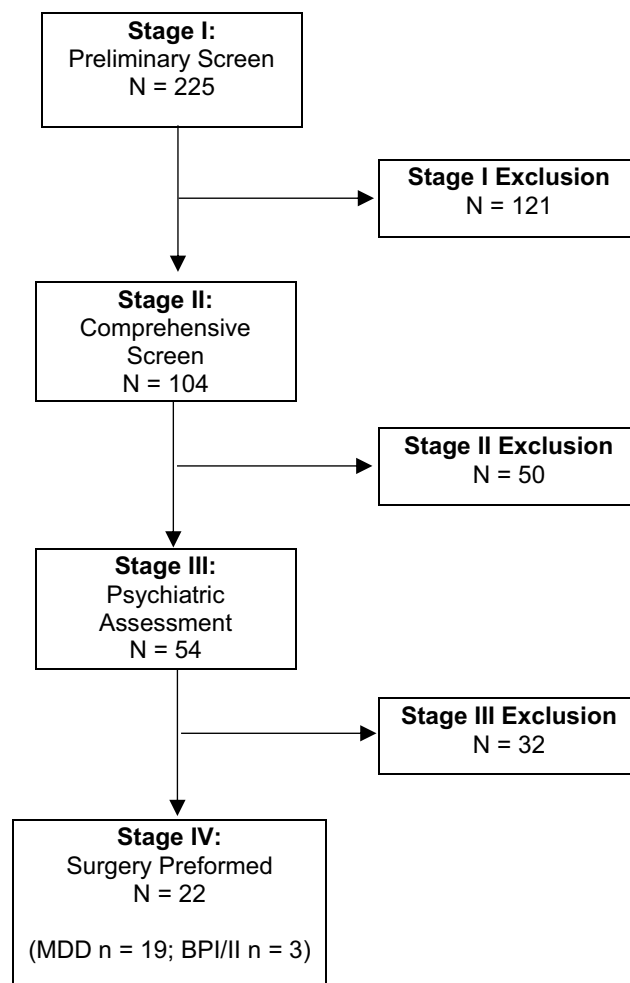 Stage I:
Preliminary Screen
N = 225
Stage I Exclusion
N = 121
Stage II:
Comprehensive
Screen
N = 104
Stage II Exclusion
N = 50
Stage III:
Psychiatric
Assessment
N = 54
Stage III Exclusion
N = 32
Stage IV:
Surgery Preformed
N = 22
(MDD n = 19; BPI/II n = 3)